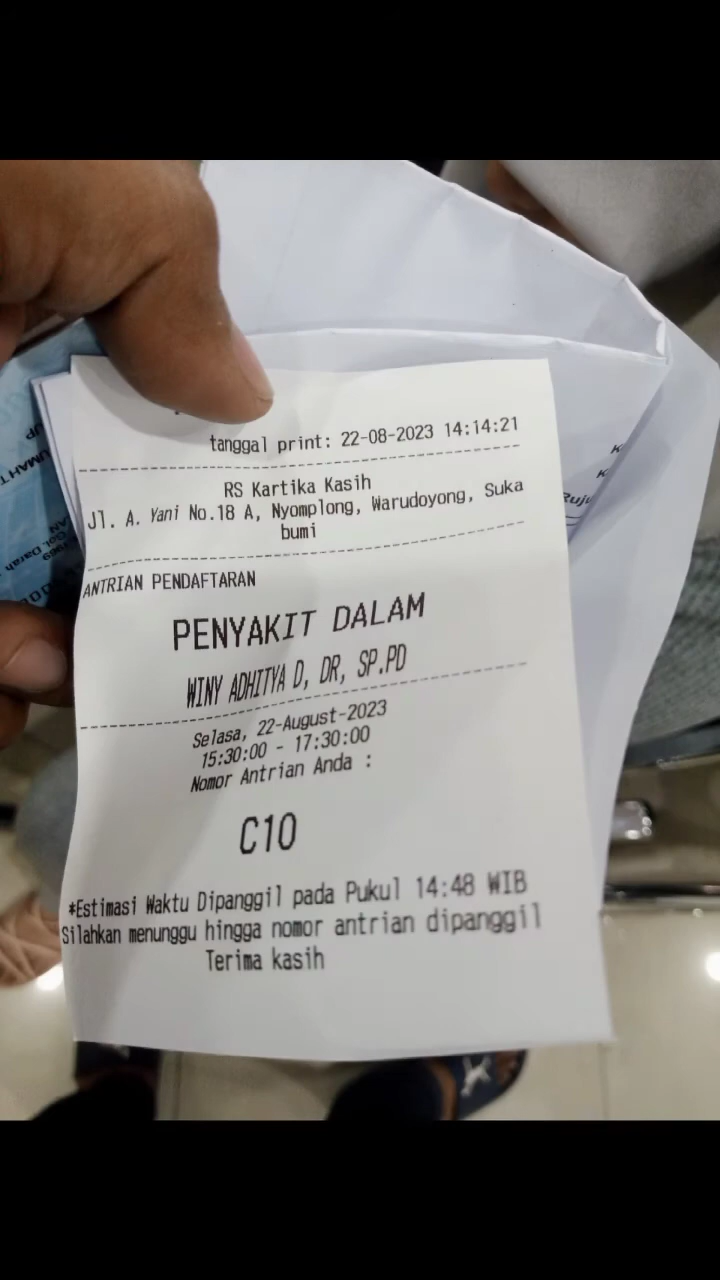 tanggal print: 22-08-2023 14:14:21
RS Kartika Kasih
Jl. A. Yani No.18 A, Nyomplong, Warudoyong, Suka
bumi
ANTRIAN PENDAFTARAN
PENYAKIT DALAM
WINY ADHITYA D, DR, SP.PD
Selasa, 22-August-2023
15:30:00 - 17:30:00
Nomor Antrian Anda :
C10
*Estimasi Waktu Dipanggil pada Pukul 14:48 WIB
Silahkan menunggu hingga nomor antrian dipanggil
Terima kasih
Gol. Darah